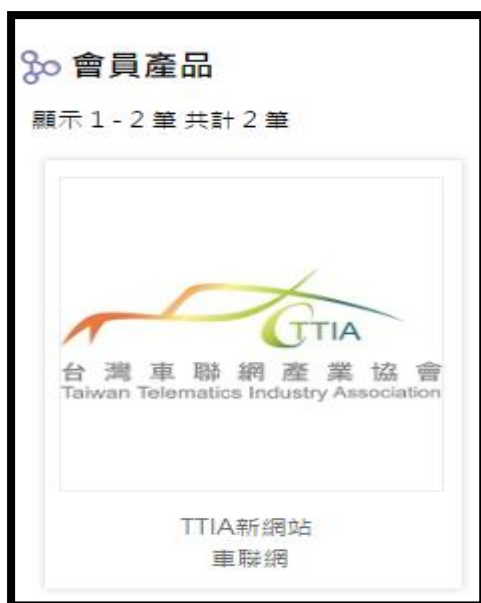 會員產品
顯示 1 - 2 筆 共計 2 筆
TTIA
台灣車聯網產業協會
Taiwan Telematics Industry Association
TTIA新網站
車聯網